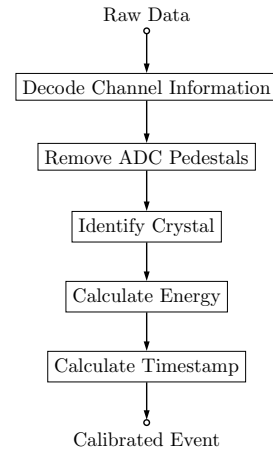 Raw Data
Decode Channel Information
Remove ADC Pedestals
Identify Crystal
Calculate Energy
Calculate Timestamp
Calibrated Event